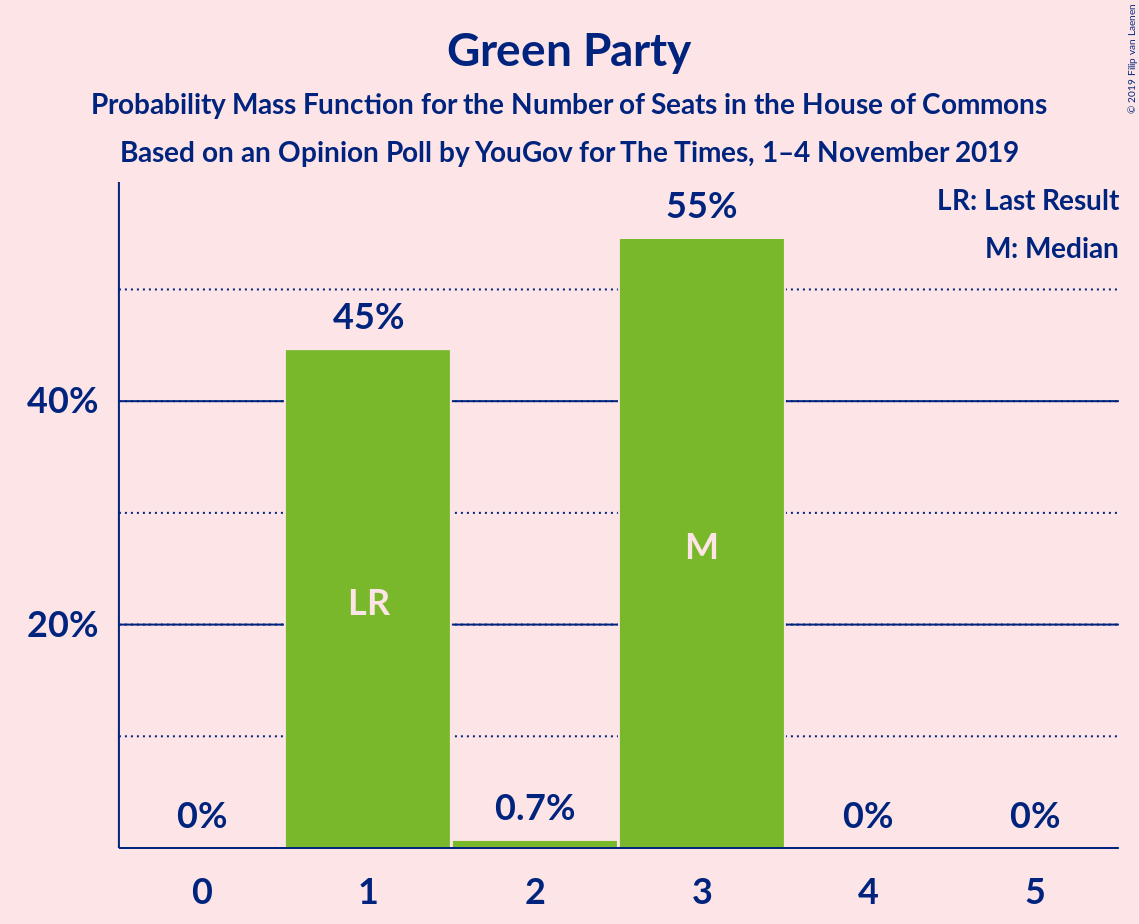 Green Party
Probability Mass Function for the Number of Seats in the House of Commons
Based on an Opinion Poll by YouGov for The Times, 1–4 November 2019
© 2019 Filip van Laenen
LR: Last Result
M: Median
55%
45%
40%
M
LR
20%
0%
0.7%
0%
0%
0 1 2 3 4 5